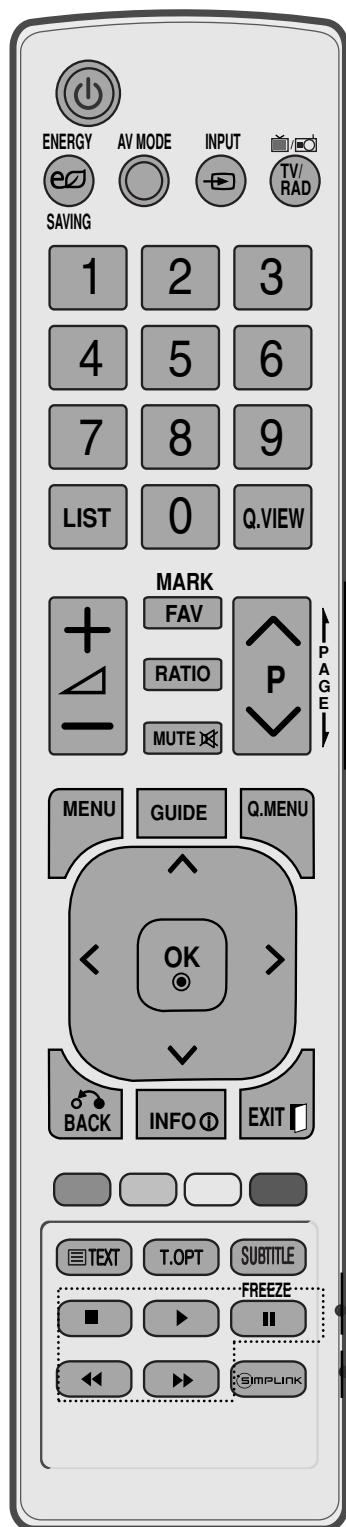 ENERGY AV MODE INPUT
TV/
RAD
SAVING
1 2 3
4 5 6
7 8 9
LIST 0 Q.VIEW
MARK
FAV
RATIO P
MUTE
PAGE
MENU GUIDE Q.MENU
OK
BACK INFO EXIT
TEXT T.OPT SUBTITLE
FREEZE
SIMPLINK